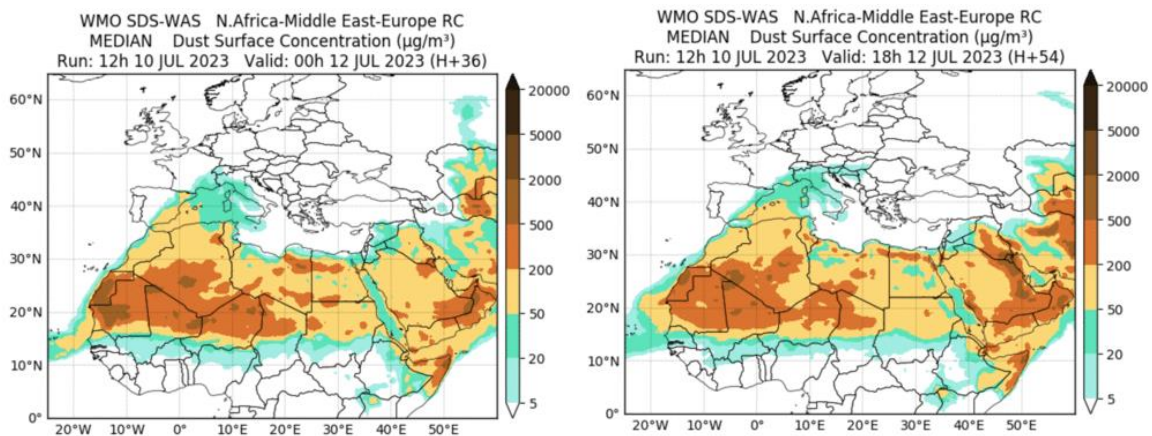 WMO SDS-WAS N.Africa-Middle East-Europe RC
MEDIAN Dust Surface Concentration (µg/m³)
Run: 12h 10 JUL 2023 Valid: 00h 12 JUL 2023 (H+36)
60°N
50°N
40°N
30°N
20°N
10°N
0°
20°W
10°W
0°
10°E
20°E
30°E
40°E
50°E
20000
5000
2000
500
200
50
20
5
WMO SDS-WAS N.Africa-Middle East-Europe RC
MEDIAN Dust Surface Concentration (µg/m³)
Run: 12h 10 JUL 2023 Valid: 18h 12 JUL 2023 (H+54)
60°N
50°N
40°N
30°N
20°N
10°N
0°
20°W
10°W
0°
10°E
20°E
30°E
40°E
50°E
20000
5000
2000
500
200
50
20
5